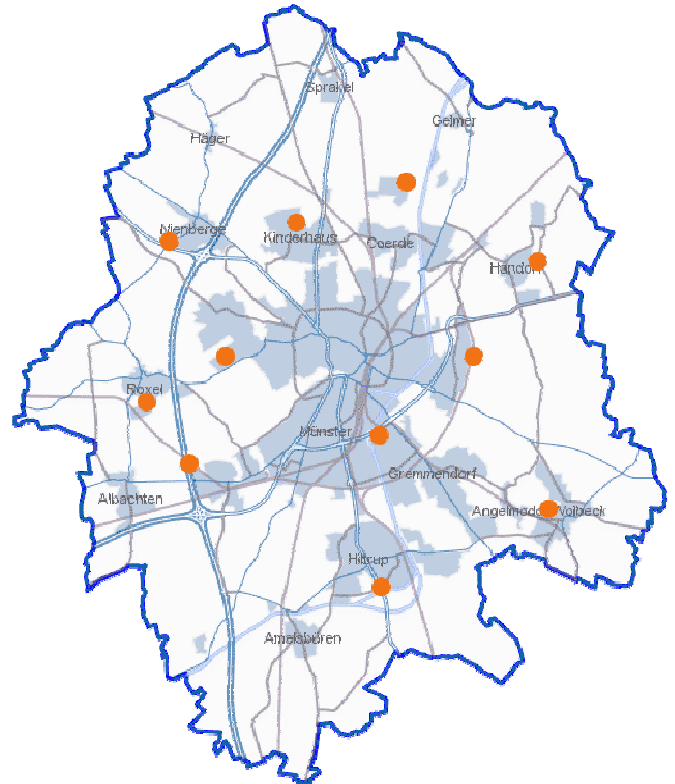 Sprakel
Gelmer
Häger
Nienberge
Kinderhaus
Coerde
Handorf
Roxel
Münster
Gremmendorf
Albachten
Angelmodde
Wolbeck
Hiltrup
Amelsbüren